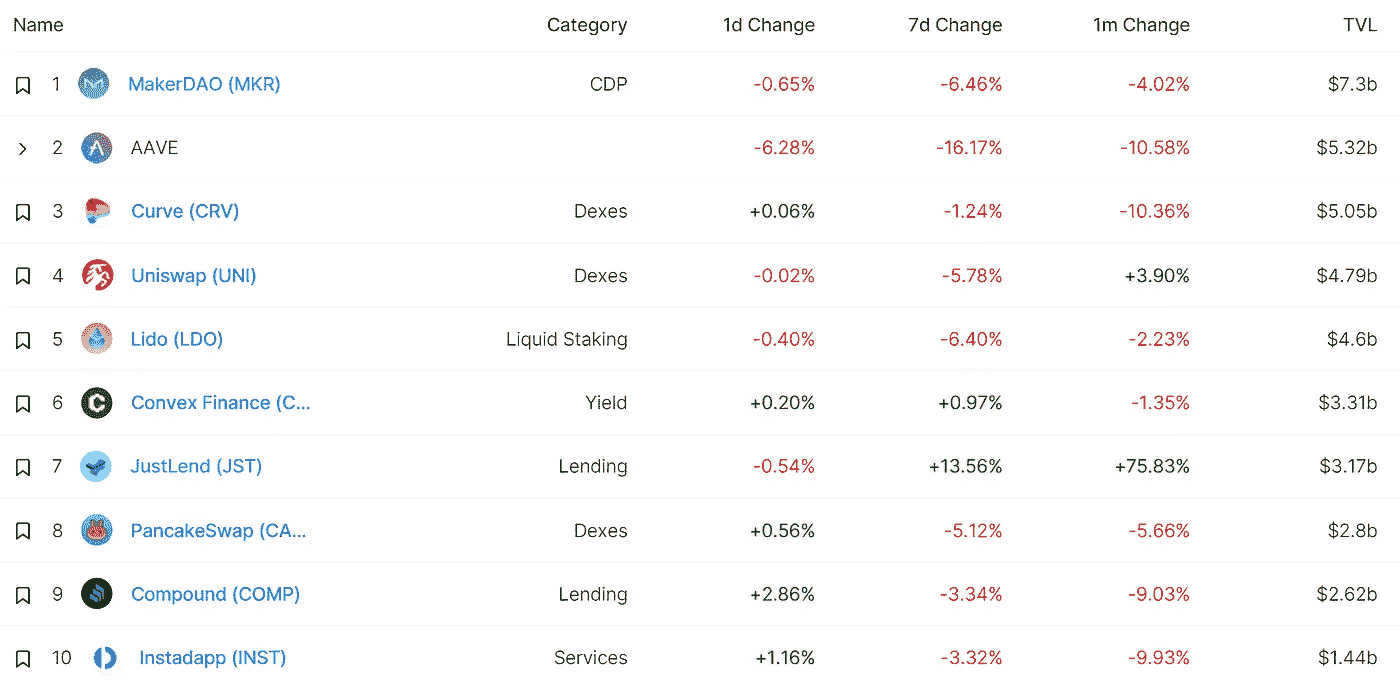 Name Category 1d Change 7d Change 1m Change TVL
1 MakerDAO (MKR) CDP -0.65% -6.46% -4.02% $7.3b
2 AAVE -6.28% -16.17% -10.58% $5.32b
3 Curve (CRV) Dexes +0.06% -1.24% -10.36% $5.05b
4 Uniswap (UNI) Dexes -0.02% -5.78% +3.90% $4.79b
5 Lido (LDO) Liquid Staking -0.40% -6.40% -2.23% $4.6b
6 Convex Finance (C... Yield +0.20% +0.97% -1.35% $3.31b
7 JustLend (JST) Lending -0.54% +13.56% +75.83% $3.17b
8 PancakeSwap (CA... Dexes +0.56% -5.12% -5.66% $2.8b
9 Compound (COMP) Lending +2.86% -3.34% -9.03% $2.62b
10 Instadapp (INST) Services +1.16% -3.32% -9.93% $1.44b